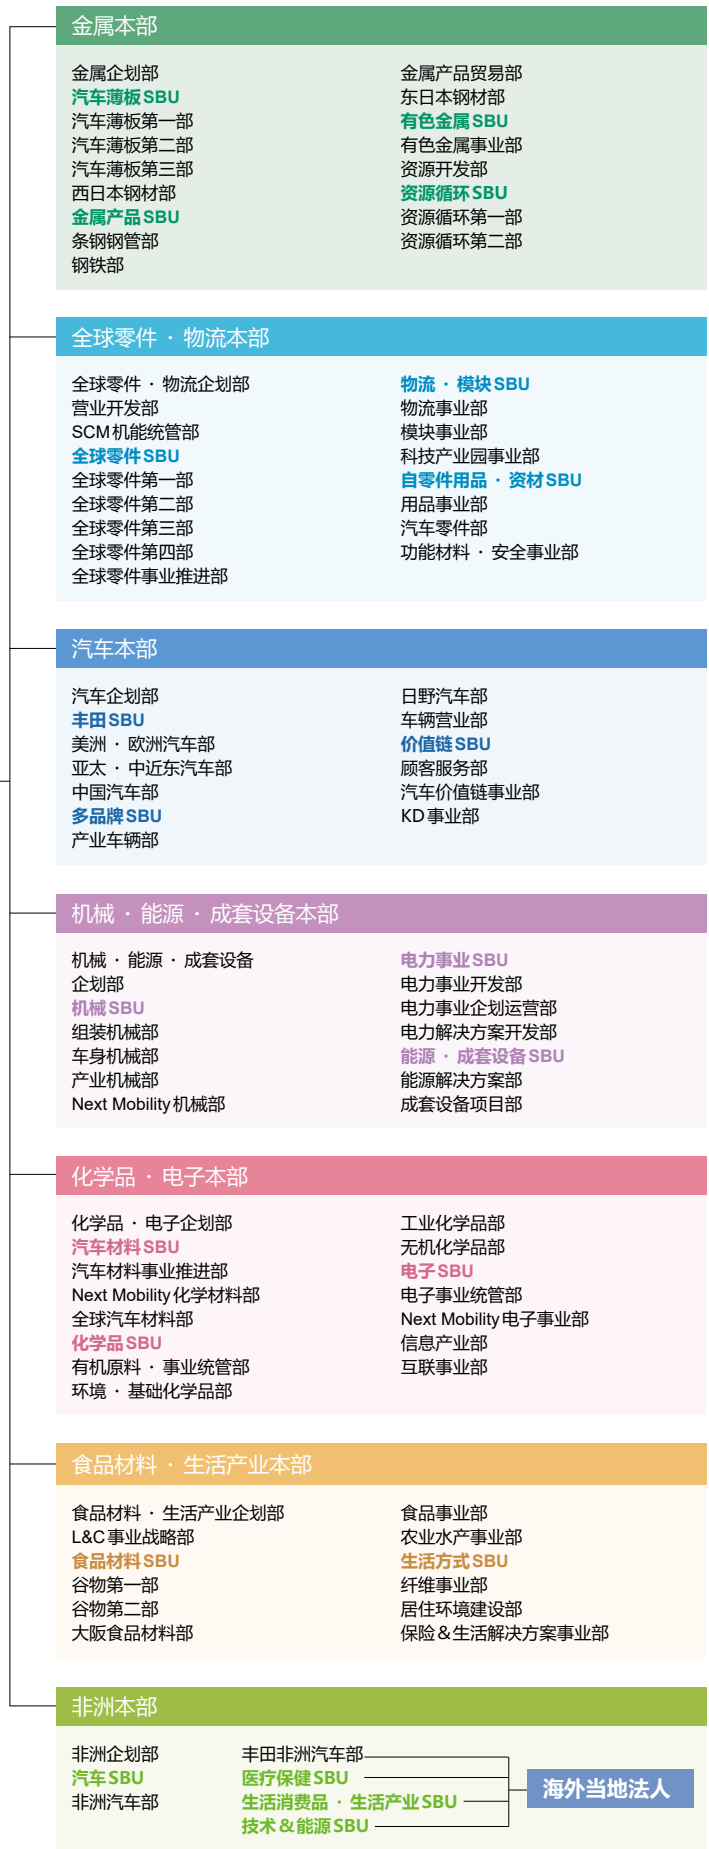 金属本部
金属企划部
汽车薄板SBU
汽车薄板第一部
汽车薄板第二部
汽车薄板第三部
西日本钢材部
金属产品SBU
条钢钢管部
钢铁部
金属产品贸易部
东日本钢材部
有色金属SBU
有色金属事业部
资源开发部
资源循环SBU
资源循环第一部
资源循环第二部
全球零件・物流本部
全球零件・物流企划部
营业开发部
SCM机能统管部
全球零件SBU
全球零件第一部
全球零件第二部
全球零件第三部
全球零件第四部
全球零件事业推进部
物流・模块SBU
物流事业部
模块事业部
科技产业园事业部
自零件用品・资材SBU
用品事业部
汽车零件部
功能材料・安全事业部
汽车本部
汽车企划部
丰田SBU
美洲・欧洲汽车部
亚太・中近东汽车部
中国汽车部
多品牌SBU
产业车辆部
日野汽车部
车辆营业部
价值链SBU
顾客服务部
汽车价值链事业部
KD事业部
机械・能源・成套设备本部
机械・能源・成套设备
企划部
机械SBU
组装机械部
车身机械部
产业机械部
Next Mobility机械部
电力事业SBU
电力事业开发部
电力事业企划运营部
电力解决方案开发部
能源・成套设备SBU
能源解决方案部
成套设备项目部
化学品・电子本部
化学品・电子企划部
汽车材料SBU
汽车材料事业推进部
Next Mobility化学材料部
全球汽车材料部
化学品SBU
有机原料・事业统管部
环境・基础化学品部
工业化学品部
无机化学品部
电子SBU
电子事业统管部
Next Mobility电子事业部
信息产业部
互联事业部
食品材料・生活产业本部
食品材料・生活产业企划部
L&C事业战略部
食品材料SBU
谷物第一部
谷物第二部
大阪食品材料部
食品事业部
农业水产事业部
生活方式SBU
纤维事业部
居住环境建设部
保险&生活解决方案事业部
非洲本部
非洲企划部
汽车SBU
非洲汽车部
丰田非洲汽车部
医疗保健SBU
生活消费品・生活产业SBU
技术&能源SBU
海外当地法人